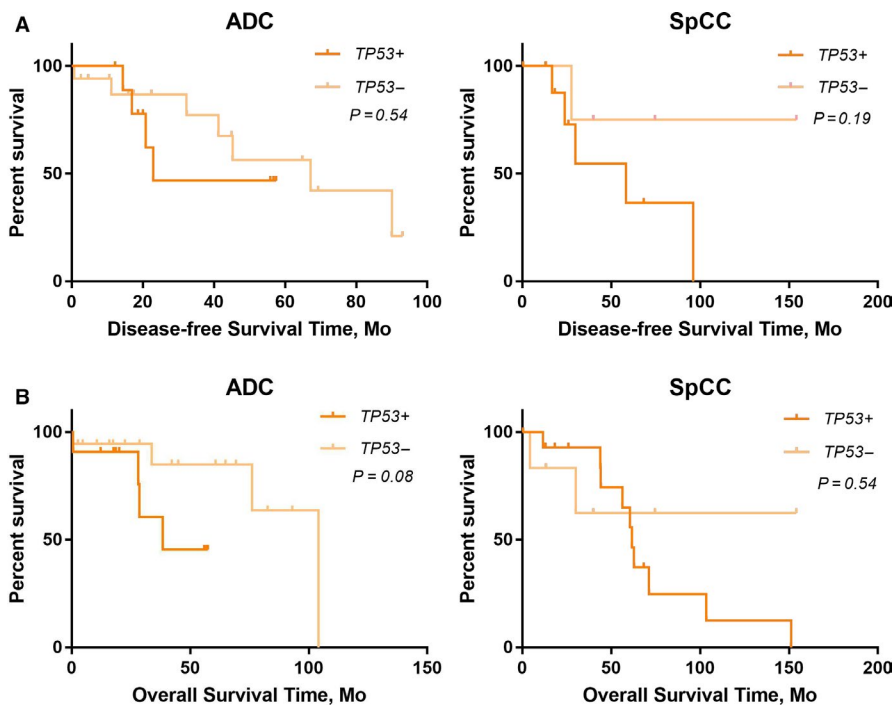 A
ADC
SpCC
TP53+
TP53–
P = 0.54
TP53+
TP53–
P = 0.19
Percent survival
100
50
0
0 20 40 60 80 100
Disease-free Survival Time, Mo
Percent survival
100
50
0
0 50 100 150 200
Disease-free Survival Time, Mo
B
ADC
SpCC
TP53+
TP53–
P = 0.08
TP53+
TP53–
P = 0.54
Percent survival
100
50
0
0 50 100 150
Overall Survival Time, Mo
Percent survival
100
50
0
0 50 100 150 200
Overall Survival Time, Mo